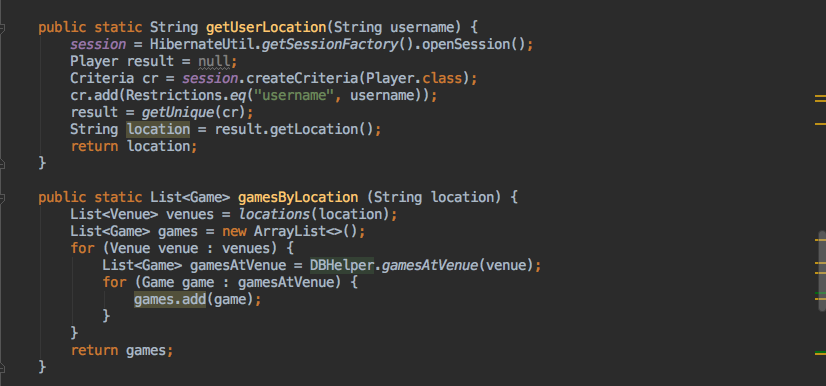 public static String getUserLocation(String username) {
    session = HibernateUtil.getSessionFactory().openSession();
    Player result = null;
    Criteria cr = session.createCriteria(Player.class);
    cr.add(Restrictions.eq("username", username));
    result = getUnique(cr);
    String location = result.getLocation();
    return location;
}

public static List<Game> gamesByLocation (String location) {
    List<Venue> venues = locations(location);
    List<Game> games = new ArrayList<>();
    for (Venue venue : venues) {
        List<Game> gamesAtVenue = DBHelper.gamesAtVenue(venue);
        for (Game game : gamesAtVenue) {
            games.add(game);
        }
    }
    return games;
}